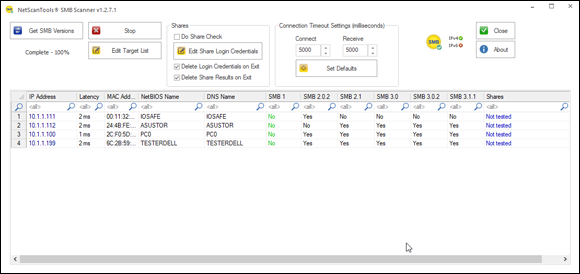 NetScanTools ® SMB Scanner v1.2.7.1
Get SMB Versions
Stop
Complete - 100%
Edit Target List
Shares
Do Share Check
Edit Share Login Credentials
Delete Login Credentials on Exit
Delete Share Results on Exit
Connection Timeout Settings (milliseconds)
Connect Receive
5000 5000
Set Defaults
SMB
IPv4
IPv6
Close
About
IP Address Latency MAC Add... NetBIOS Name DNS Name SMB 1 SMB 2.0.2 SMB 2.1 SMB 3.0 SMB 3.0.2 SMB 3.1.1 Shares
<all> <all> <all> <all> <all> <all> <all> <all> <all> <all> <all> <all>
1 10.1.1.111 2 ms 00:11:32:... IOSAFE IOSAFE No Yes No No No No Not tested
2 10.1.1.112 2 ms 24:4B:FE:... ASUSTOR ASUSTOR No No Yes Yes Yes Yes Not tested
3 10.1.1.100 1 ms 2C:F0:5D:... PC0 PC0 No Yes Yes Yes Yes Yes Not tested
4 10.1.1.199 2 ms 6C:2B:59:... TESTERDELL TESTERDELL No Yes Yes Yes Yes Yes Not tested